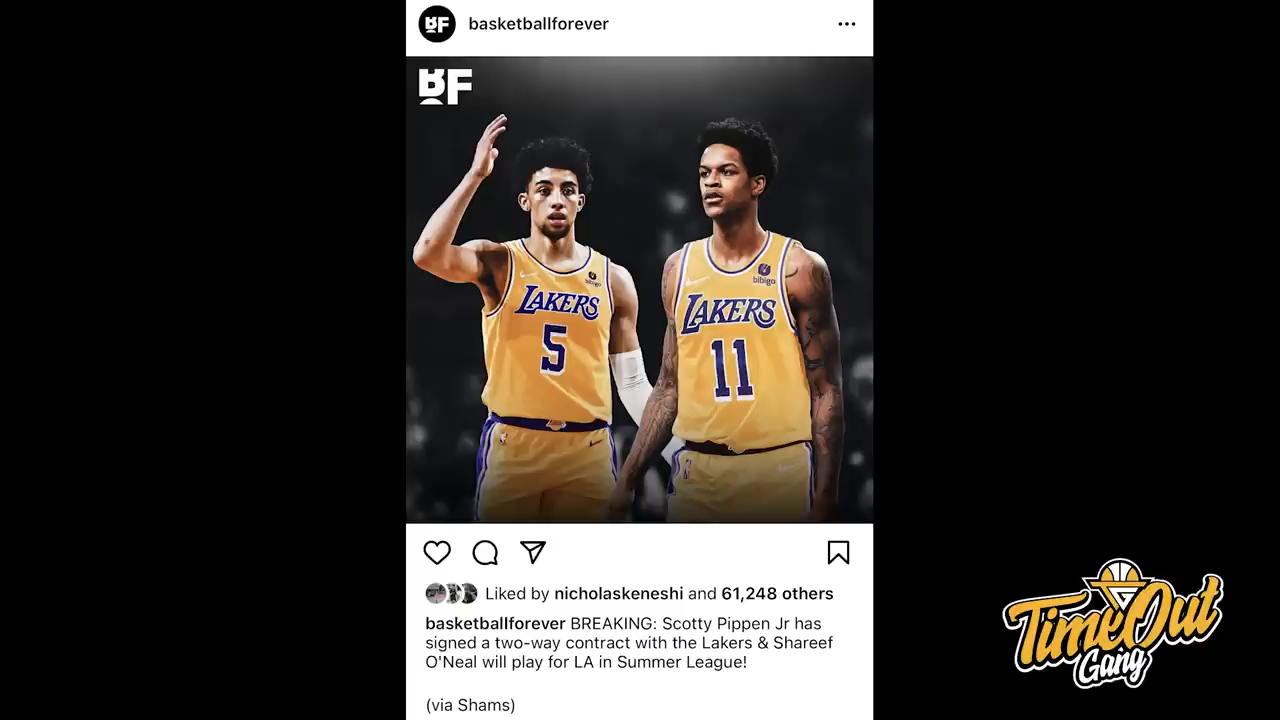 BF
basketballforever
BF
bibigo
bibigo
LAKERS
LAKERS
5
11
Liked by nicholaskeneshi and 61,248 others
basketballforever BREAKING: Scotty Pippen Jr has
signed a two-way contract with the Lakers & Shareef
O'Neal will play for LA in Summer League!
(via Shams)
TimeOut
Gang